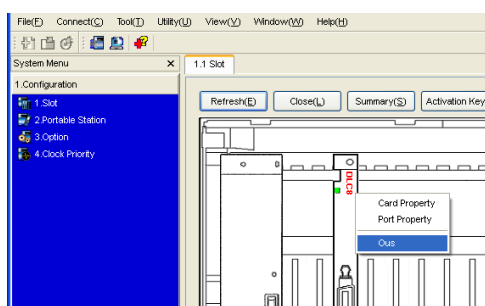 File(F) Connect(C) Tool(T) Utility(U) View(V) Window(W) Help(H)
System Menu
1.1 Slot
1.Configuration
1.Slot
2.Portable Station
3.Option
4.Clock Priority
Refresh(E) Close(L) Summary(S) Activation Key
DLC8
Card Property
Port Property
Ous